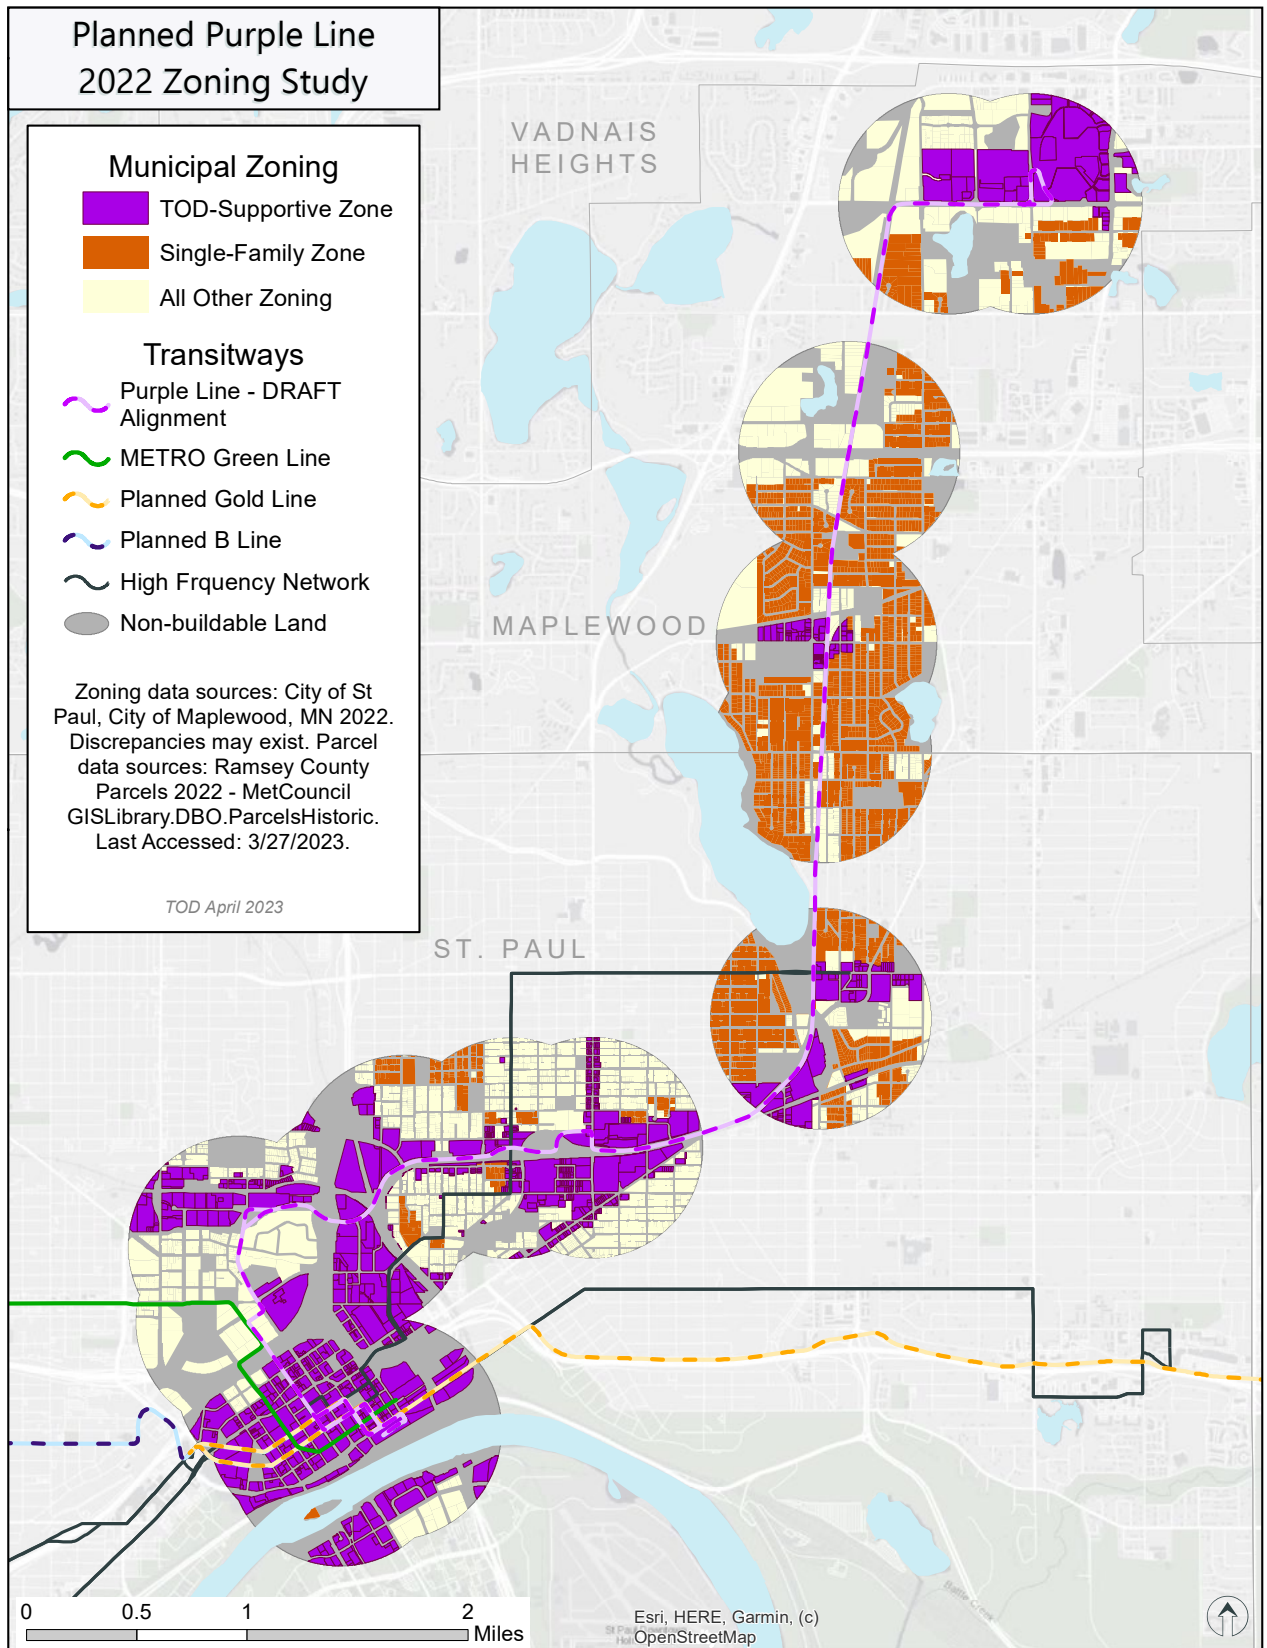 Planned Purple Line
2022 Zoning Study
Municipal Zoning
TOD-Supportive Zone
Single-Family Zone
All Other Zoning
Transitways
Purple Line - DRAFT
Alignment
METRO Green Line
Planned Gold Line
Planned B Line
High Frquency Network
Non-buildable Land
Zoning data sources: City of St
Paul, City of Maplewood, MN 2022.
Discrepancies may exist. Parcel
data sources: Ramsey County
Parcels 2022 - MetCouncil
GISLibrary.DBO.ParcelsHistoric.
Last Accessed: 3/27/2023.
TOD April 2023
VADNAIS
HEIGHTS
MAPLEWOOD
ST. PAUL
Battle Creek
0 0.5 1 2
Miles
Esri, HERE, Garmin, (c)
OpenStreetMap